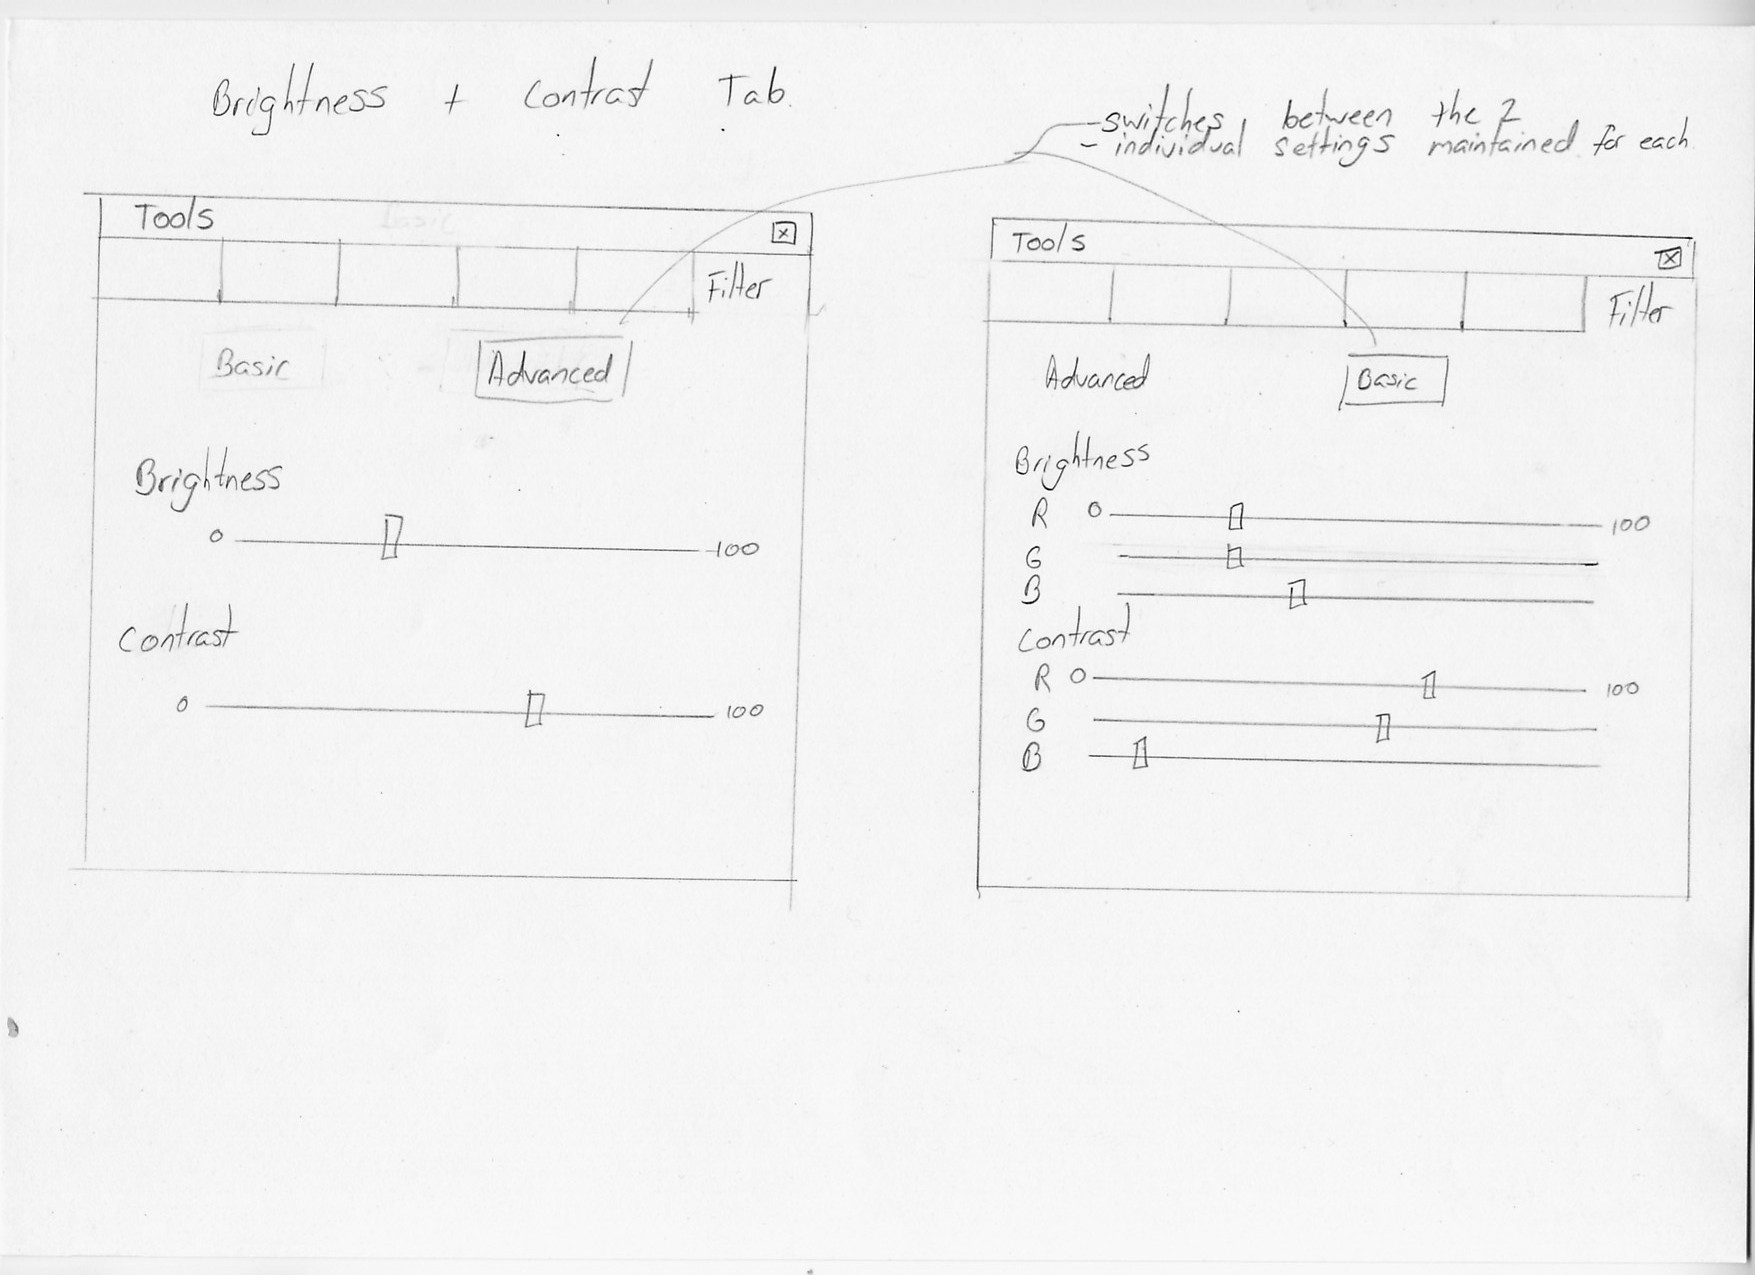 Brightness + Contrast Tab
-switches between the 2
- individual settings maintained for each
Tools
Basic
Filter
Basic
Advanced
Brightness
0 100
Contrast
0 100
Tools
Filter
Advanced
Basic
Brightness
R 0 100
G
B
Contrast
R 0 100
G
B